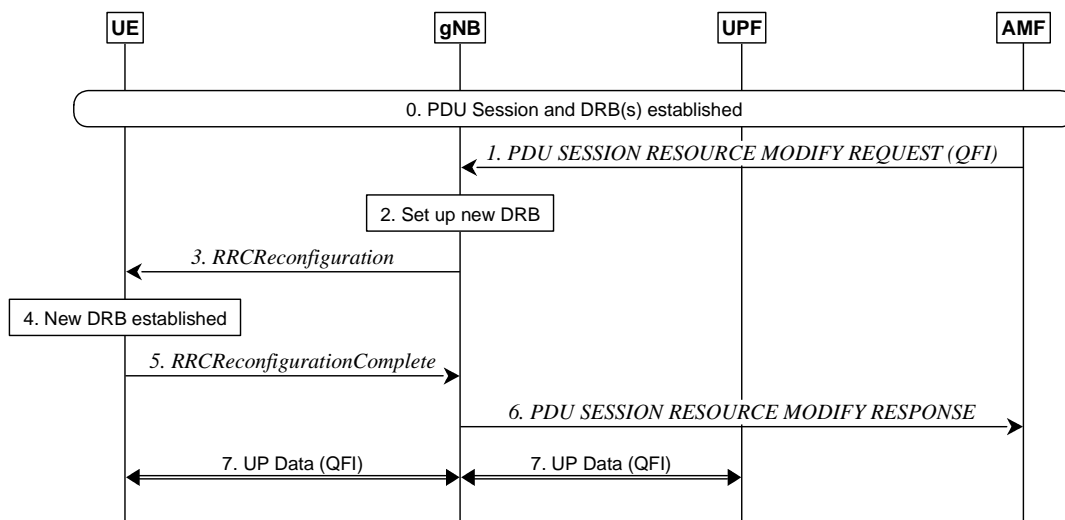 UE
gNB
UPF
AMF
0. PDU Session and DRB(s) established
1. PDU SESSION RESOURCE MODIFY REQUEST (QFI)
2. Set up new DRB
3. RRCReconfiguration
4. New DRB established
5. RRCReconfigurationComplete
6. PDU SESSION RESOURCE MODIFY RESPONSE
7. UP Data (QFI)
7. UP Data (QFI)